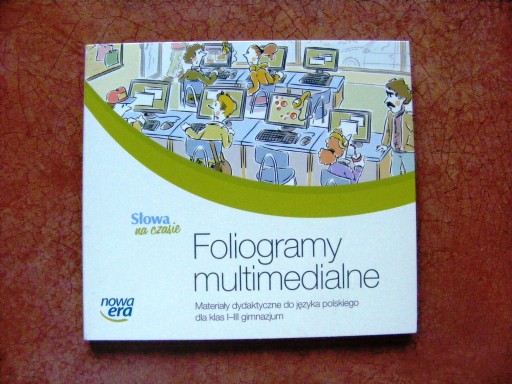 Słowa
na czasie
Foliogramy
multimedialne
Materiały dydaktyczne do języka polskiego
dla klas I–III gimnazjum
nowa
era